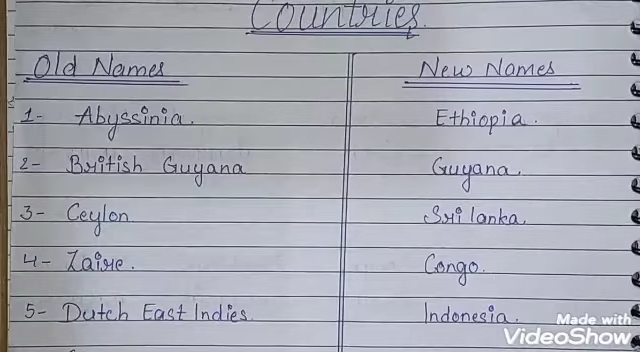 Countries.
Old Names New Names
1- Abyssinia. Ethiopia.
2- British Guyana Guyana.
3- Ceylon Sri lanka.
4- Zaire. Congo.
5- Dutch East Indies. Indonesia.
Made with
VideoShow